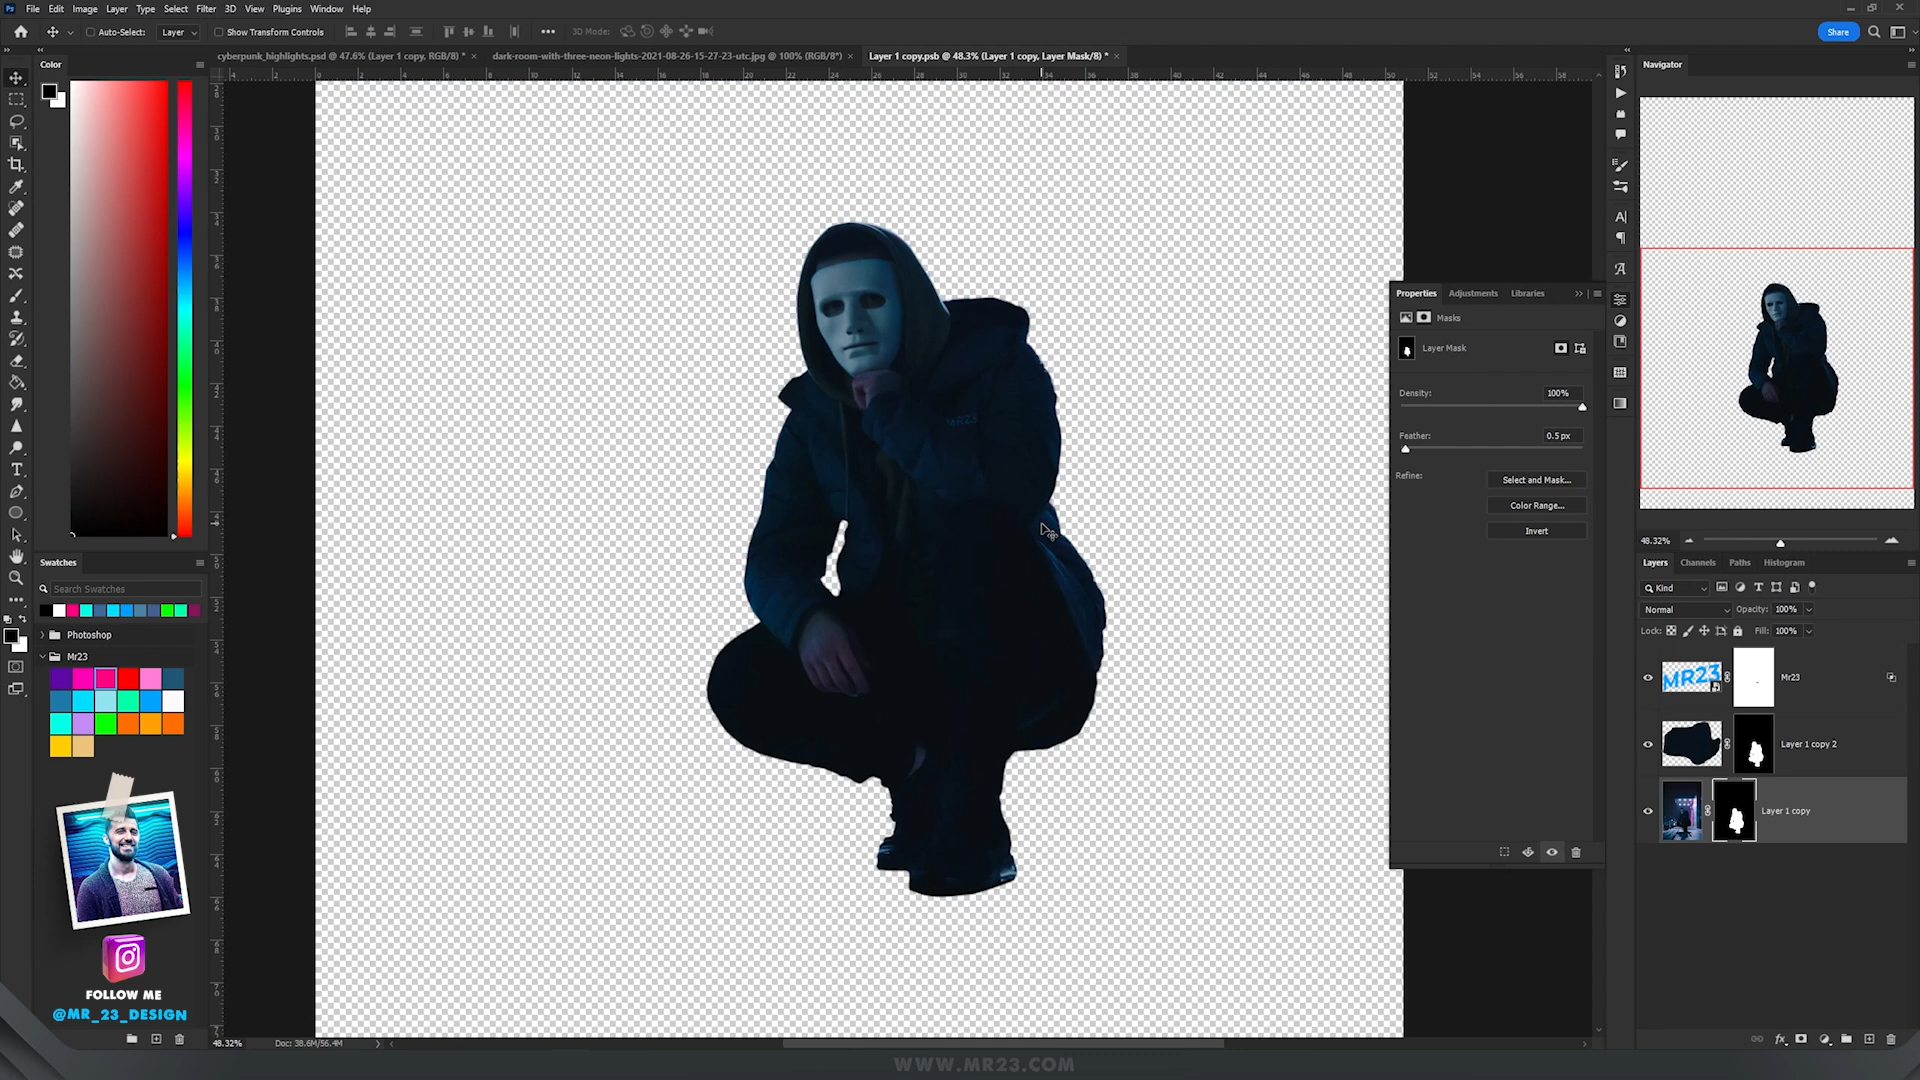 Ps File Edit Image Layer Type Select Filter 3D View Plugins Window Help
Auto-Select: Layer Show Transform Controls 3D Mode: Share
cyberpunk_highlights.psd @ 47.6% (Layer 1 copy, RGB/8) * × dark-room-with-three-neon-lights-2021-08-26-15-27-23-utc.jpg @ 100% (RGB/8*) × Layer 1 copy.psb @ 48.3% (Layer 1 copy, Layer Mask/8) * ×
Color
Navigator
Properties Adjustments Libraries
Masks
Layer Mask
Density: 100%
Feather: 0.5 px
Refine: Select and Mask...
Color Range...
Invert
MR23
48.32%
Swatches
Search Swatches
Photoshop
Mr23
Layers Channels Paths Histogram
Kind
Normal Opacity: 100%
Lock: Fill: 100%
MR23 Mr23
Layer 1 copy 2
Layer 1 copy
FOLLOW ME
@MR_23_DESIGN
48.32% Doc: 38.6M/56.4M
WWW.MR23.COM